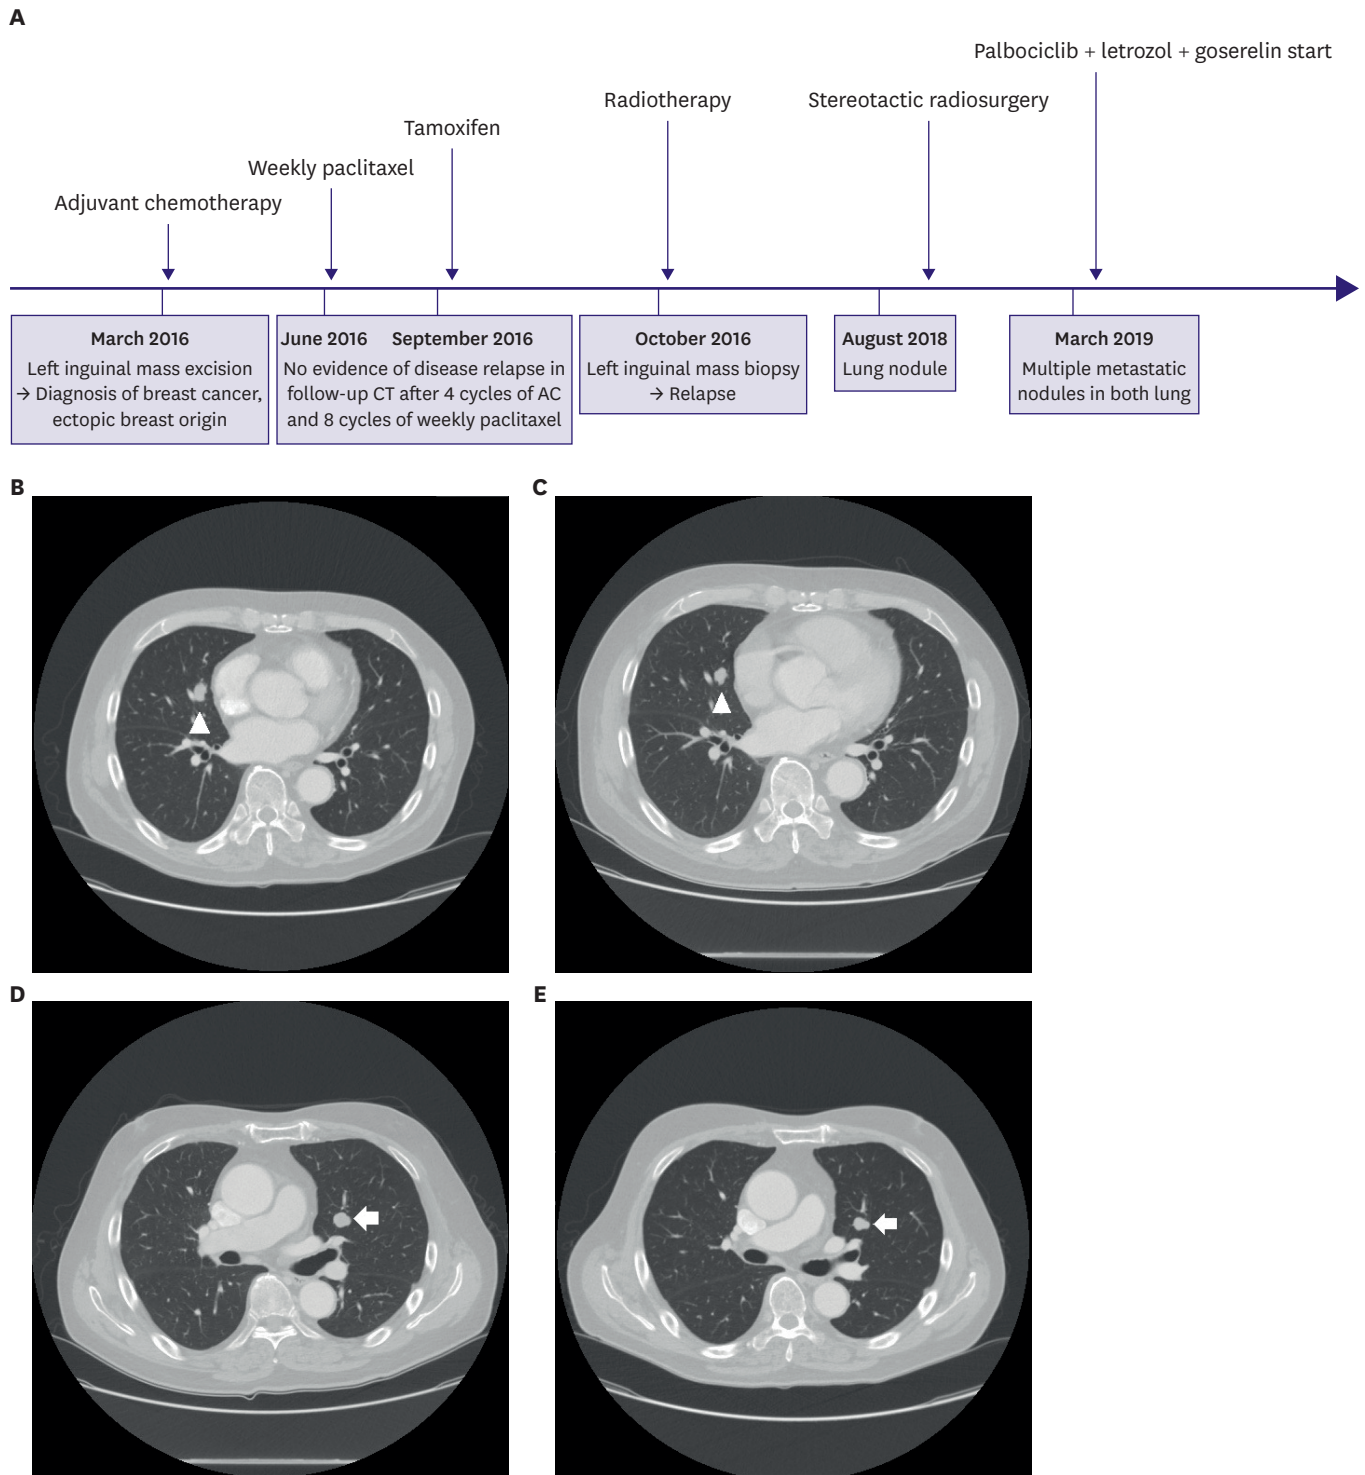 A
Palbociclib + letrozol + goserelin start
Radiotherapy
Stereotactic radiosurgery
Tamoxifen
Weekly paclitaxel
Adjuvant chemotherapy
March 2016
Left inguinal mass excision
→ Diagnosis of breast cancer,
ectopic breast origin
June 2016 September 2016
No evidence of disease relapse in
follow-up CT after 4 cycles of AC
and 8 cycles of weekly paclitaxel
October 2016
Left inguinal mass biopsy
→ Relapse
August 2018
Lung nodule
March 2019
Multiple metastatic
nodules in both lung
B
C
D
E